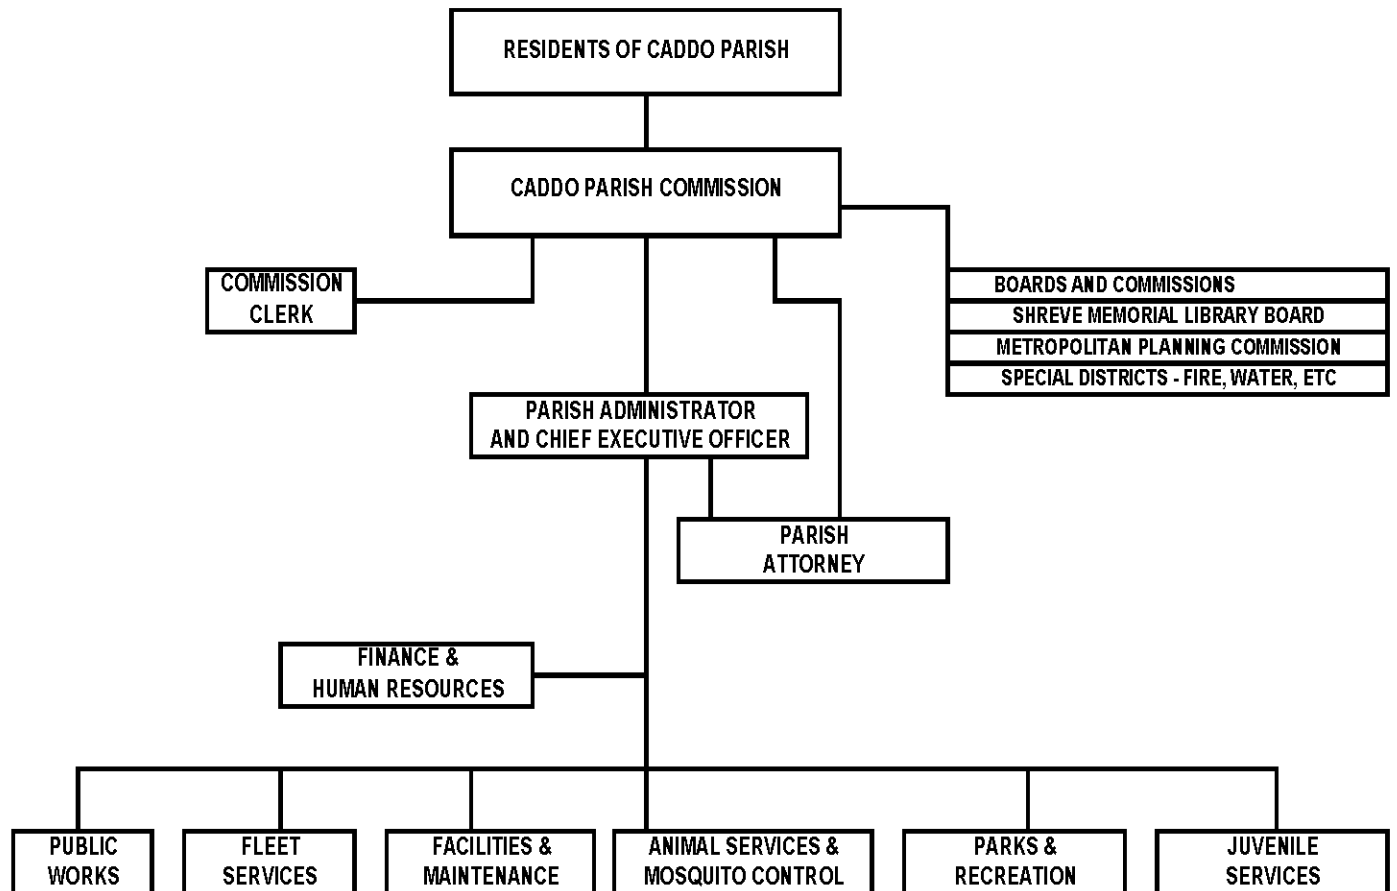 RESIDENTS OF CADDO PARISH
CADDO PARISH COMMISSION
COMMISSION
CLERK
BOARDS AND COMMISSIONS
SHREVE MEMORIAL LIBRARY BOARD
METROPOLITAN PLANNING COMMISSION
SPECIAL DISTRICTS - FIRE, WATER, ETC
PARISH ADMINISTRATOR
AND CHIEF EXECUTIVE OFFICER
PARISH
ATTORNEY
FINANCE &
HUMAN RESOURCES
PUBLIC
WORKS
FLEET
SERVICES
FACILITIES &
MAINTENANCE
ANIMAL SERVICES &
MOSQUITO CONTROL
PARKS &
RECREATION
JUVENILE
SERVICES